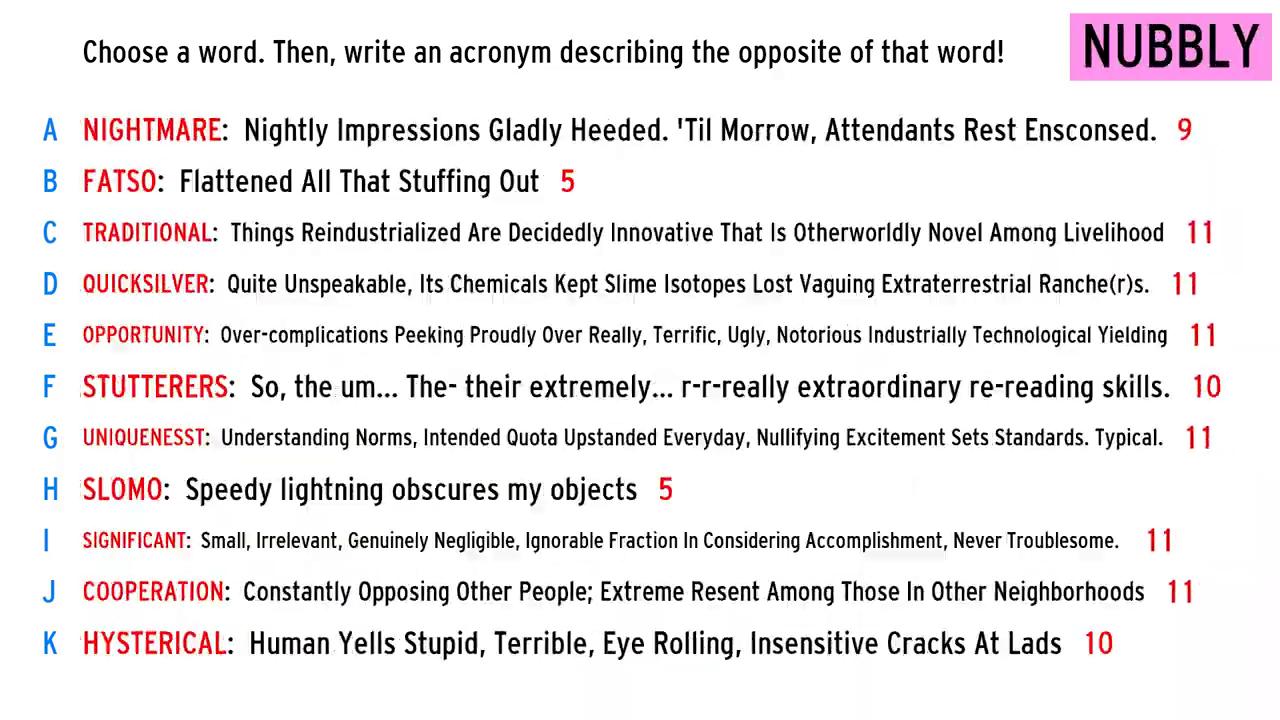 Choose a word. Then, write an acronym describing the opposite of that word!
NUBBLY
A NIGHTMARE: Nightly Impressions Gladly Heeded. 'Til Morrow, Attendants Rest Ensconsed. 9
B FATSO: Flattened All That Stuffing Out 5
C TRADITIONAL: Things Reindustrialized Are Decidedly Innovative That Is Otherworldly Novel Among Livelihood 11
D QUICKSILVER: Quite Unspeakable, Its Chemicals Kept Slime Isotopes Lost Vaguing Extraterrestrial Ranche(r)s. 11
E OPPORTUNITY: Over-complications Peeking Proudly Over Really, Terrific, Ugly, Notorious Industrially Technological Yielding 11
F STUTTERERS: So, the um... The- their extremely... r-r-really extraordinary re-reading skills. 10
G UNIQUENESST: Understanding Norms, Intended Quota Upstanded Everyday, Nullifying Excitement Sets Standards. Typical. 11
H SLOMO: Speedy lightning obscures my objects 5
I SIGNIFICANT: Small, Irrelevant, Genuinely Negligible, Ignorable Fraction In Considering Accomplishment, Never Troublesome. 11
J COOPERATION: Constantly Opposing Other People; Extreme Resent Among Those In Other Neighborhoods 11
K HYSTERICAL: Human Yells Stupid, Terrible, Eye Rolling, Insensitive Cracks At Lads 10